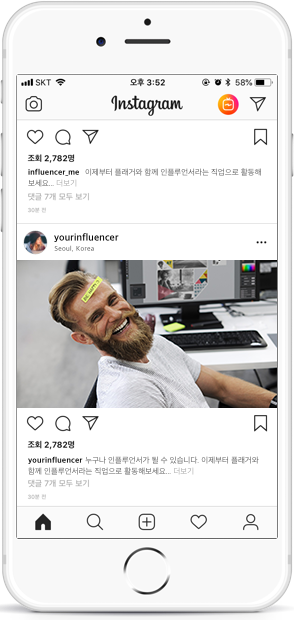 SKT
오후 3:52
58%
Instagram
조회 2,782명
influencer_me 이제부터 플래거와 함께 인플루언서라는 직업으로 활동해
보세요... 더보기
댓글 7개 모두 보기
30분 전
yourinfluencer
Seoul, Korea
조회 2,782명
yourinfluencer 누구나 인플루언서가 될 수 있습니다. 이제부터 플래거와
함께 인플루언서라는 직업으로 활동해보세요... 더보기
댓글 7개 모두 보기
30분 전